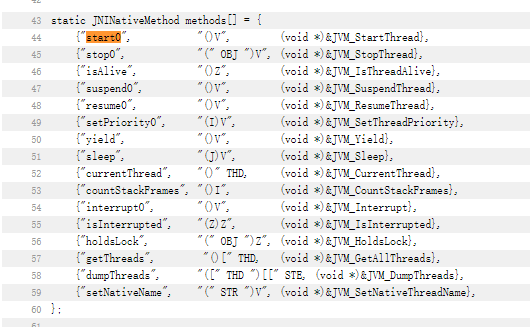 43 static JNINativeMethod methods[] = {
44 {"start0", "()V", (void *)&JVM_StartThread},
45 {"stop0", "(" OBJ ")V", (void *)&JVM_StopThread},
46 {"isAlive", "()Z", (void *)&JVM_IsThreadAlive},
47 {"suspend0", "()V", (void *)&JVM_SuspendThread},
48 {"resume0", "()V", (void *)&JVM_ResumeThread},
49 {"setPriority0", "(I)V", (void *)&JVM_SetThreadPriority},
50 {"yield", "()V", (void *)&JVM_Yield},
51 {"sleep", "(J)V", (void *)&JVM_Sleep},
52 {"currentThread", "()" THD, (void *)&JVM_CurrentThread},
53 {"countStackFrames", "()I", (void *)&JVM_CountStackFrames},
54 {"interrupt0", "()V", (void *)&JVM_Interrupt},
55 {"isInterrupted", "(Z)Z", (void *)&JVM_IsInterrupted},
56 {"holdsLock", "(" OBJ ")Z", (void *)&JVM_HoldsLock},
57 {"getThreads", "()[" THD, (void *)&JVM_GetAllThreads},
58 {"dumpThreads", "([" THD ")[[" STE, (void *)&JVM_DumpThreads},
59 {"setNativeName", "(" STR ")V", (void *)&JVM_SetNativeThreadName},
60 };